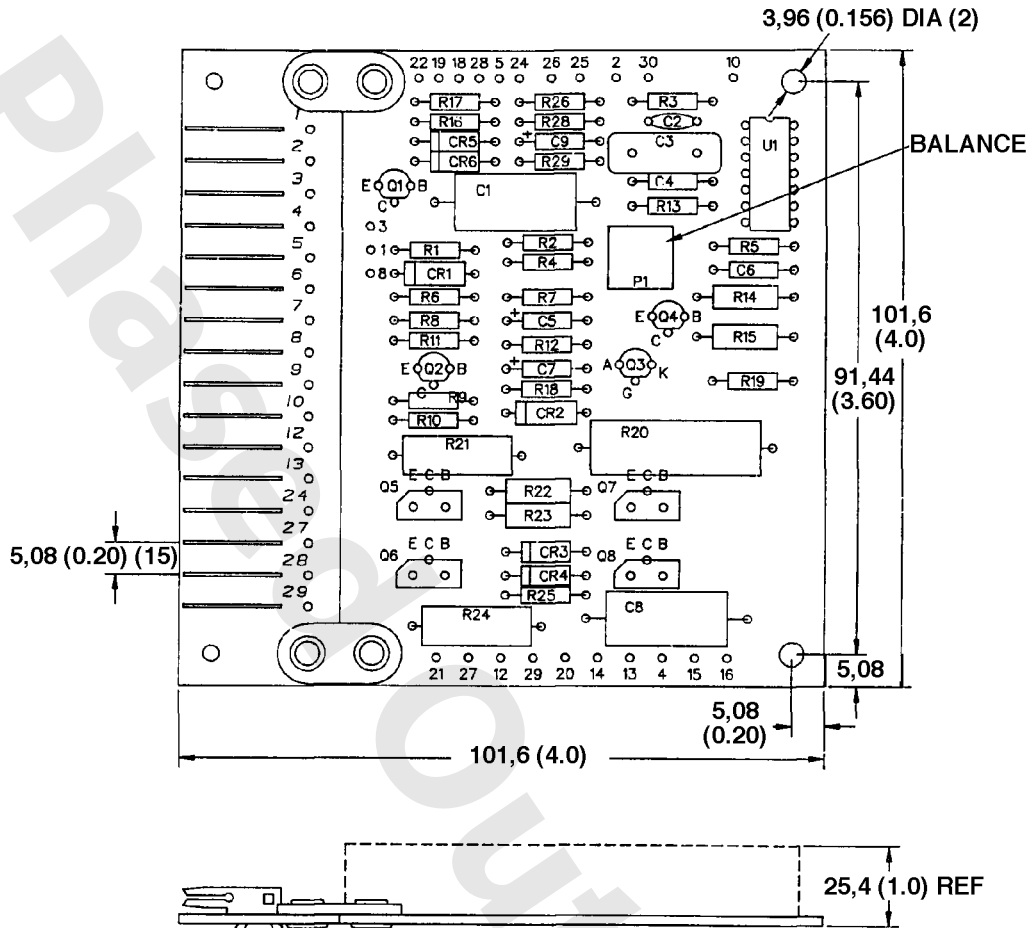 3,96 (0.156) DIA (2)
22 19 18 28 5 24 26 25 2 30 10
R17 R26 R3
R16 R28 C2
CR5 + C9 C3 U1
CR6 R29
BALANCE
1
2
3
4
5
6
7
8
9
10
12
13
24
27
28
29
E Q1 B
C
C1
C4
R13
3
1 R1 R2 R5
8 CR1 R4 C6
P1
R6 R7 R14
R8 + C5 E Q4 B
C
R11 R12 R15
E Q2 B + C7 A Q3 K
C G
R9 R18 R19
R10 CR2
R21 R20
E C B E C B
Q5 R22 Q7
R23
E C B E C B
Q6 CR3 Q8
CR4
R25
R24 C8
21 27 12 29 20 14 13 4 15 16
101,6
(4.0)
91,44
(3.60)
5,08 (0.20) (15)
5,08
5,08
(0.20)
101,6 (4.0)
25,4 (1.0) REF
Phased Out